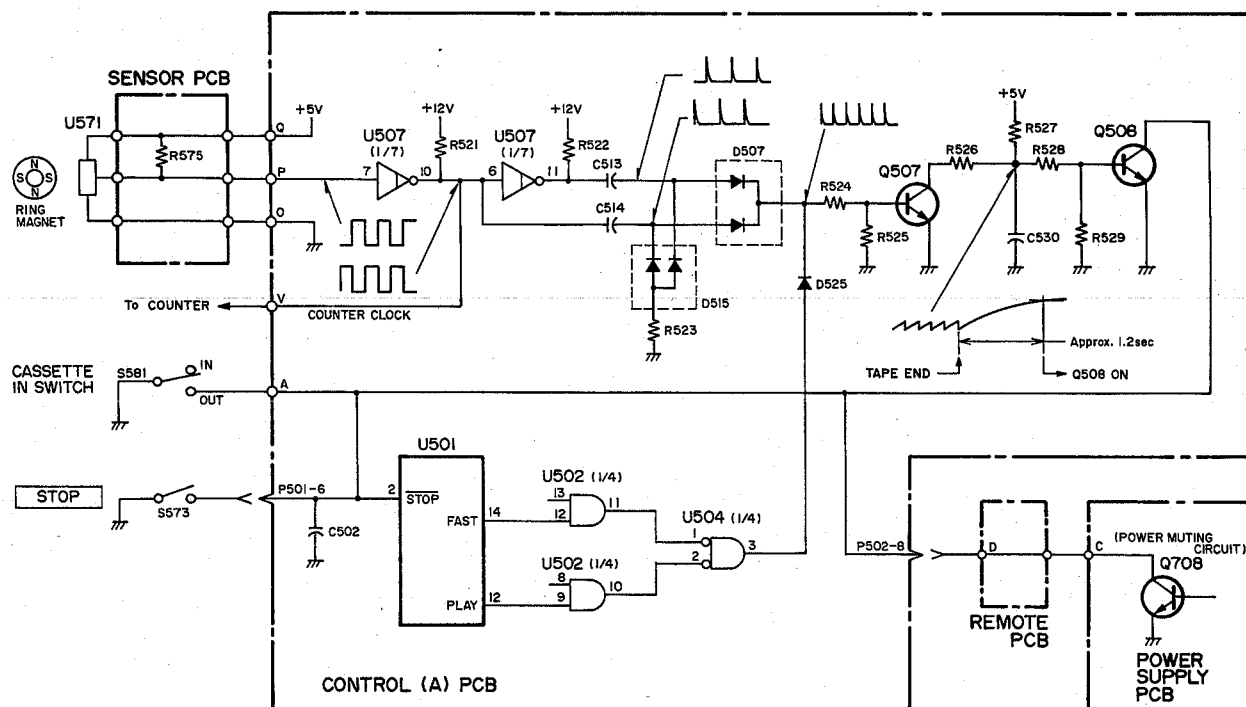 SENSOR PCB
U571
+5V
Q
R575
P
O
N
S S
N
RING
MAGNET
U507
(1/7)
7
10
+12V
R521
U507
(1/7)
6
11
+12V
R522
C513
C514
D507
D515
R523
R524
R525
Q507
D525
R526
+5V
R527
R528
C530
R529
Q508
Approx. 1.2sec
TAPE END
Q508 ON
To COUNTER
V
COUNTER CLOCK
CASSETTE
IN SWITCH
S581
IN
OUT
A
STOP
S573
P501-6
C502
U501
2
STOP
FAST
14
PLAY
12
U502 (1/4)
13
12
11
U502 (1/4)
8
9
10
U504 (1/4)
1
2
3
P502-8
D
REMOTE
PCB
C
(POWER MUTING
CIRCUIT)
Q708
POWER
SUPPLY
PCB
CONTROL (A) PCB